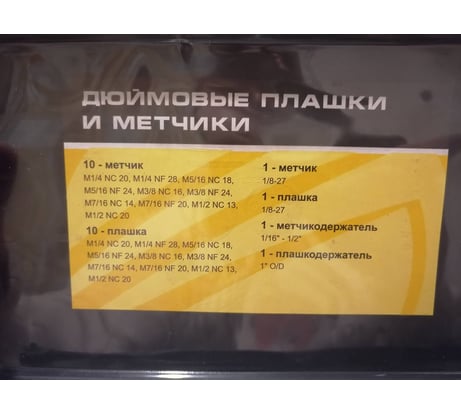 ДЮЙМОВЫЕ ПЛАШКИ
И МЕТЧИКИ
10 - метчик
M1/4 NC 20, M1/4 NF 28, M5/16 NC 18,
M5/16 NF 24, M3/8 NC 16, M3/8 NF 24,
M7/16 NC 14, M7/16 NF 20, M1/2 NC 13,
M1/2 NC 20
10 - плашка
M1/4 NC 20, M1/4 NF 28, M5/16 NC 18,
M5/16 NF 24, M3/8 NC 16, M3/8 NF 24,
M7/16 NC 14, M7/16 NF 20, M1/2 NC 13,
M1/2 NC 20
1 - метчик
1/8-27
1 - плашка
1/8-27
1 - метчикодержатель
1/16" - 1/2"
1 - плашкодержатель
1" O/D